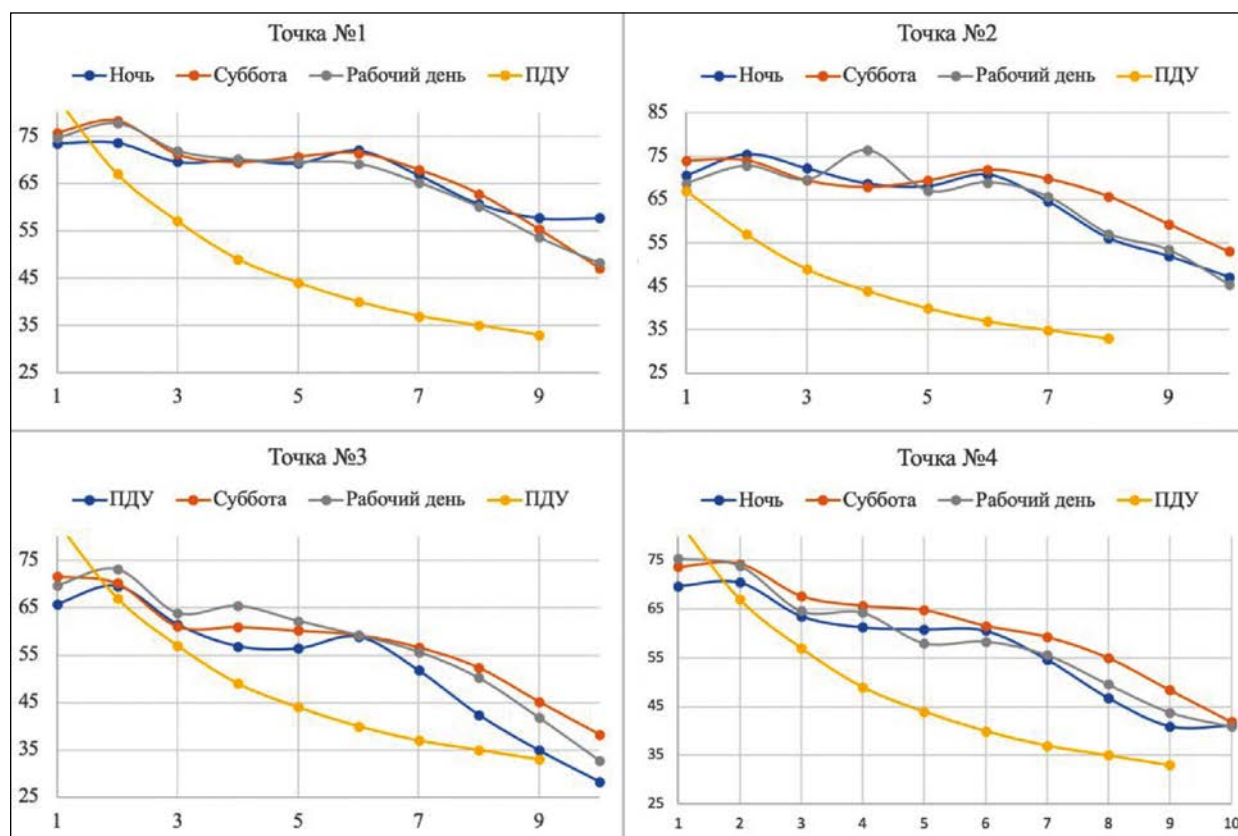 Точка №1
Ночь Суббота Рабочий день ПДУ
75
65
55
45
35
25
1 3 5 7 9
Точка №2
Ночь Суббота Рабочий день ПДУ
85
75
65
55
45
35
25
1 3 5 7 9
Точка №3
ПДУ Суббота Рабочий день ПДУ
75
65
55
45
35
25
1 3 5 7 9
Точка №4
Ночь Суббота Рабочий день ПДУ
75
65
55
45
35
25
1 2 3 4 5 6 7 8 9 10